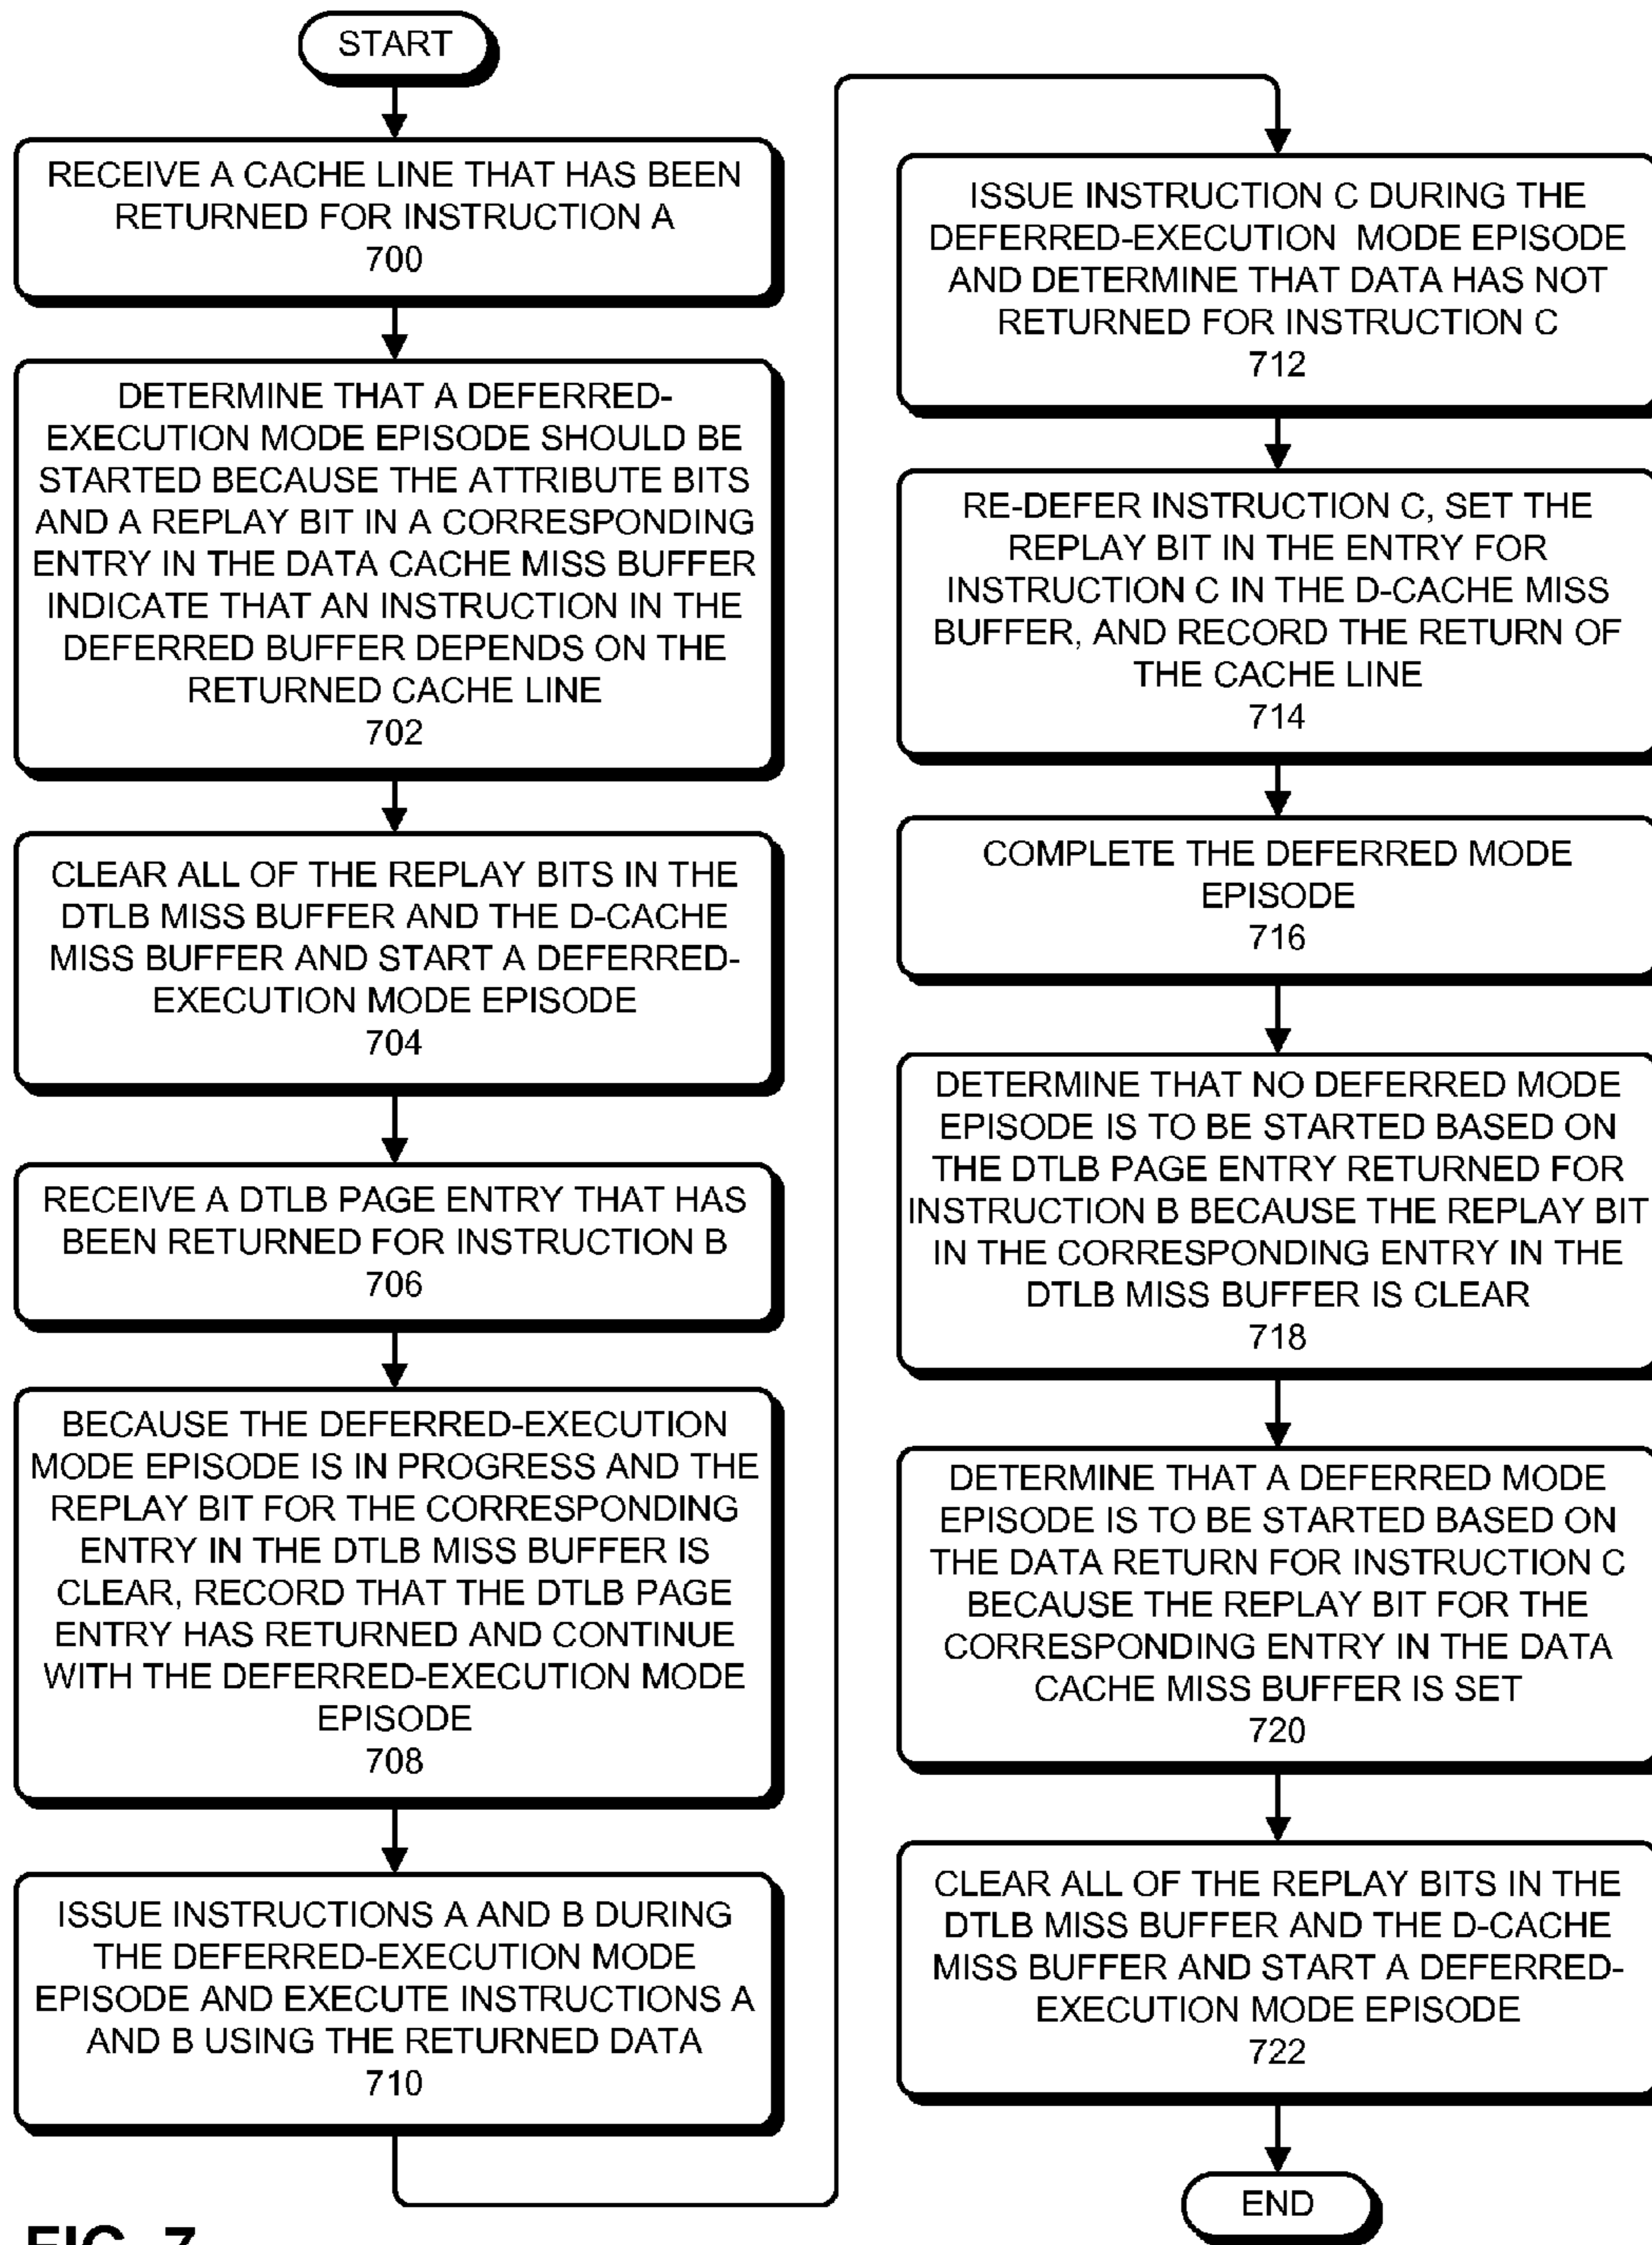 START
RECEIVE A CACHE LINE THAT HAS BEEN
RETURNED FOR INSTRUCTION A
700
DETERMINE THAT A DEFERRED-
EXECUTION MODE EPISODE SHOULD BE
STARTED BECAUSE THE ATTRIBUTE BITS
AND A REPLAY BIT IN A CORRESPONDING
ENTRY IN THE DATA CACHE MISS BUFFER
INDICATE THAT AN INSTRUCTION IN THE
DEFERRED BUFFER DEPENDS ON THE
RETURNED CACHE LINE
702
CLEAR ALL OF THE REPLAY BITS IN THE
DTLB MISS BUFFER AND THE D-CACHE
MISS BUFFER AND START A DEFERRED-
EXECUTION MODE EPISODE
704
RECEIVE A DTLB PAGE ENTRY THAT HAS
BEEN RETURNED FOR INSTRUCTION B
706
BECAUSE THE DEFERRED-EXECUTION
MODE EPISODE IS IN PROGRESS AND THE
REPLAY BIT FOR THE CORRESPONDING
ENTRY IN THE DTLB MISS BUFFER IS
CLEAR, RECORD THAT THE DTLB PAGE
ENTRY HAS RETURNED AND CONTINUE
WITH THE DEFERRED-EXECUTION MODE
EPISODE
708
ISSUE INSTRUCTIONS A AND B DURING
THE DEFERRED-EXECUTION MODE
EPISODE AND EXECUTE INSTRUCTIONS A
AND B USING THE RETURNED DATA
710
ISSUE INSTRUCTION C DURING THE
DEFERRED-EXECUTION MODE EPISODE
AND DETERMINE THAT DATA HAS NOT
RETURNED FOR INSTRUCTION C
712
RE-DEFER INSTRUCTION C, SET THE
REPLAY BIT IN THE ENTRY FOR
INSTRUCTION C IN THE D-CACHE MISS
BUFFER, AND RECORD THE RETURN OF
THE CACHE LINE
714
COMPLETE THE DEFERRED MODE
EPISODE
716
DETERMINE THAT NO DEFERRED MODE
EPISODE IS TO BE STARTED BASED ON
THE DTLB PAGE ENTRY RETURNED FOR
INSTRUCTION B BECAUSE THE REPLAY BIT
IN THE CORRESPONDING ENTRY IN THE
DTLB MISS BUFFER IS CLEAR
718
DETERMINE THAT A DEFERRED MODE
EPISODE IS TO BE STARTED BASED ON
THE DATA RETURN FOR INSTRUCTION C
BECAUSE THE REPLAY BIT FOR THE
CORRESPONDING ENTRY IN THE DATA
CACHE MISS BUFFER IS SET
720
CLEAR ALL OF THE REPLAY BITS IN THE
DTLB MISS BUFFER AND THE D-CACHE
MISS BUFFER AND START A DEFERRED-
EXECUTION MODE EPISODE
722
END
FIG. 7